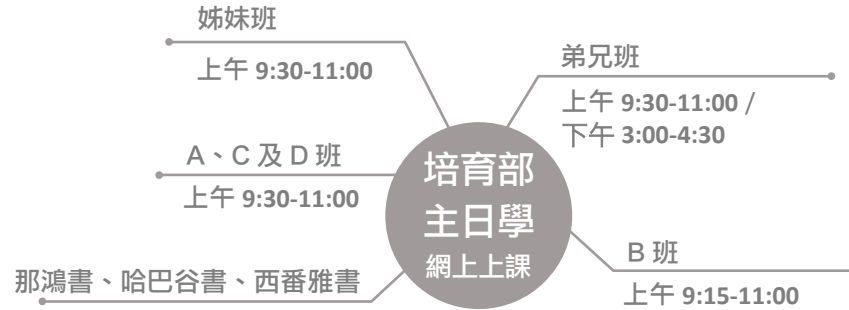 姊妹班
上午 9:30-11:00
弟兄班
上午 9:30-11:00 /
下午 3:00-4:30
A、C 及 D 班
上午 9:30-11:00
培育部
主日學
網上上課
B 班
上午 9:15-11:00
那鴻書、哈巴谷書、西番雅書